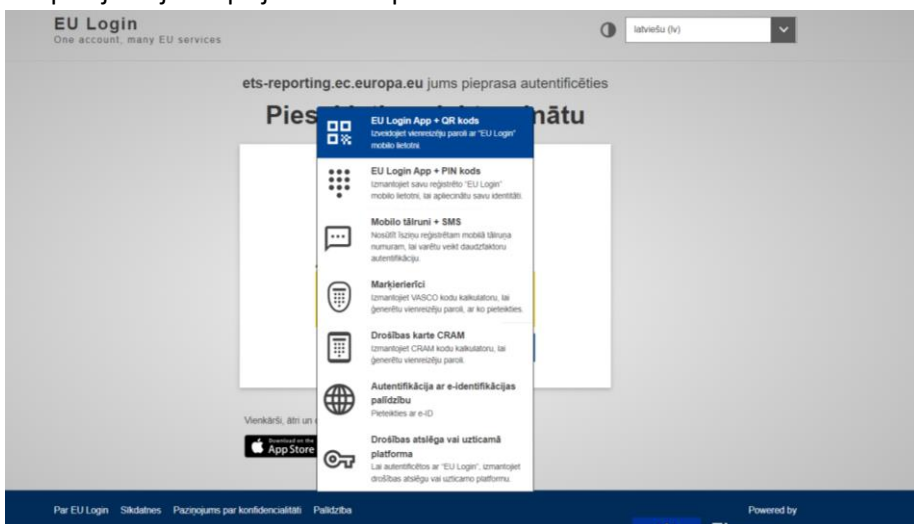 EU Login
One account, many EU services
latviešu (lv)
ets-reporting.ec.europa.eu jums pieprasa autentificēties
Pies
nātu
EU Login App + QR kods
Izveidojiet vienreizēju paroli ar "EU Login"
mobilo lietotni.
EU Login App + PIN kods
Izmantojiet savu reģistrēto "EU Login"
mobilo lietotni, lai apliecinātu savu identitāti.
Mobilo tālruni + SMS
Nosūtīt īsziņu reģistrētam mobilā tālruņa
numuram, lai varētu veikt daudzfaktoru
autentifikāciju.
Marķierierīci
Izmantojiet VASCO kodu kalkulatoru, lai
ģenerētu vienreizēju paroli, ar ko pieteikties.
Drošības karte CRAM
Izmantojiet CRAM kodu kalkulatoru, lai
ģenerētu vienreizēju paroli.
Autentifikācija ar e-identifikācijas
palīdzību
Pieteikties ar e-ID
Vienkārši, ātri un
Download on the
App Store
Drošības atslēga vai uzticamā
platforma
Lai autentificētos ar "EU Login", izmantojiet
drošības atslēgu vai uzticamo platformu.
Par EU Login Sīkdatnes Paziņojums par konfidencialitāti Palīdzība
Powered by